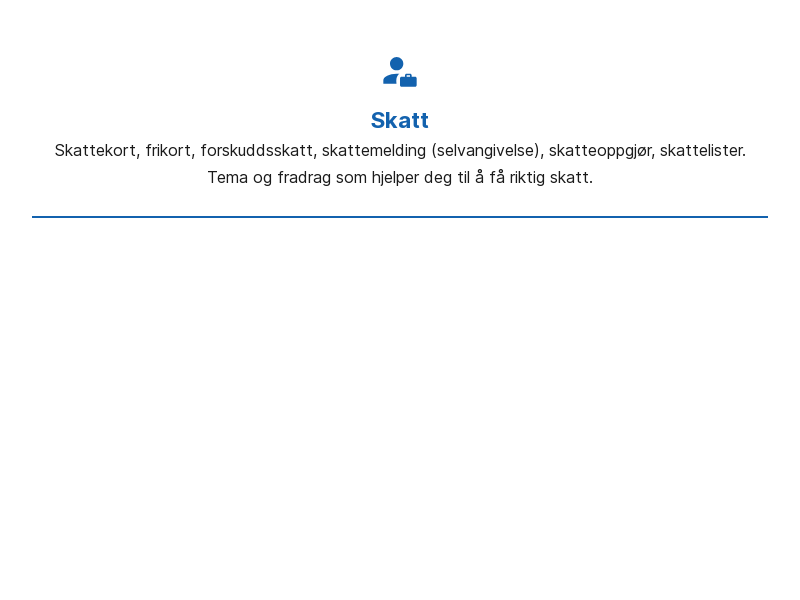 Skatt
Skattekort, frikort, forskuddsskatt, skattemelding (selvangivelse), skatteoppgjør, skattelister.
Tema og fradrag som hjelper deg til å få riktig skatt.